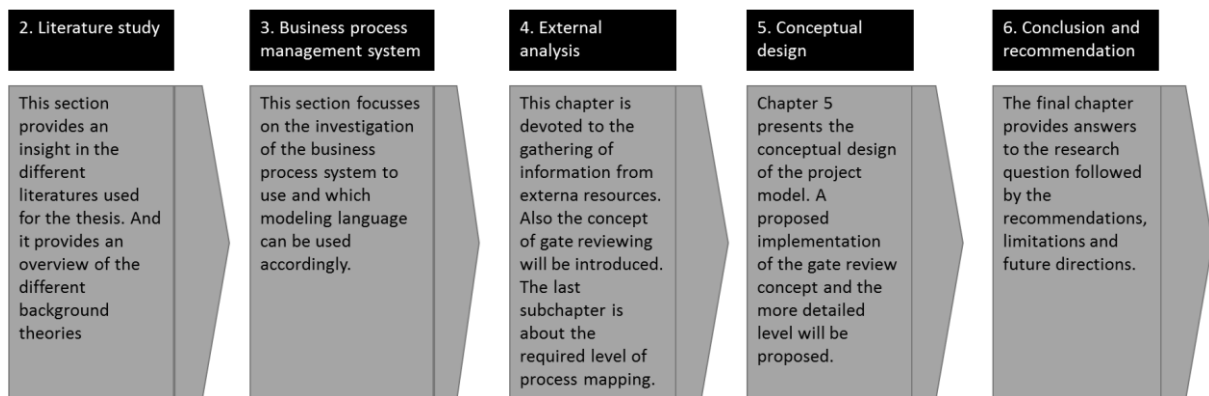 2. Literature study
This section
provides an
insight in the
different
literatures used
for the thesis. And
it provides an
overview of the
different
background
theories
3. Business process
management system
This section focusses
on the investigation
of the business
process system to
use and which
modeling language
can be used
accordingly.
4. External
analysis
This chapter is
devoted to the
gathering of
information from
externa resources.
Also the concept
of gate reviewing
will be introduced.
The last
subchapter is
about the
required level of
process mapping.
5. Conceptual
design
Chapter 5
presents the
conceptual design
of the project
model. A
proposed
implementation
of the gate review
concept and the
more detailed
level will be
proposed.
6. Conclusion and
recommendation
The final chapter
provides answers
to the research
question followed
by the
recommendations,
limitations and
future directions.